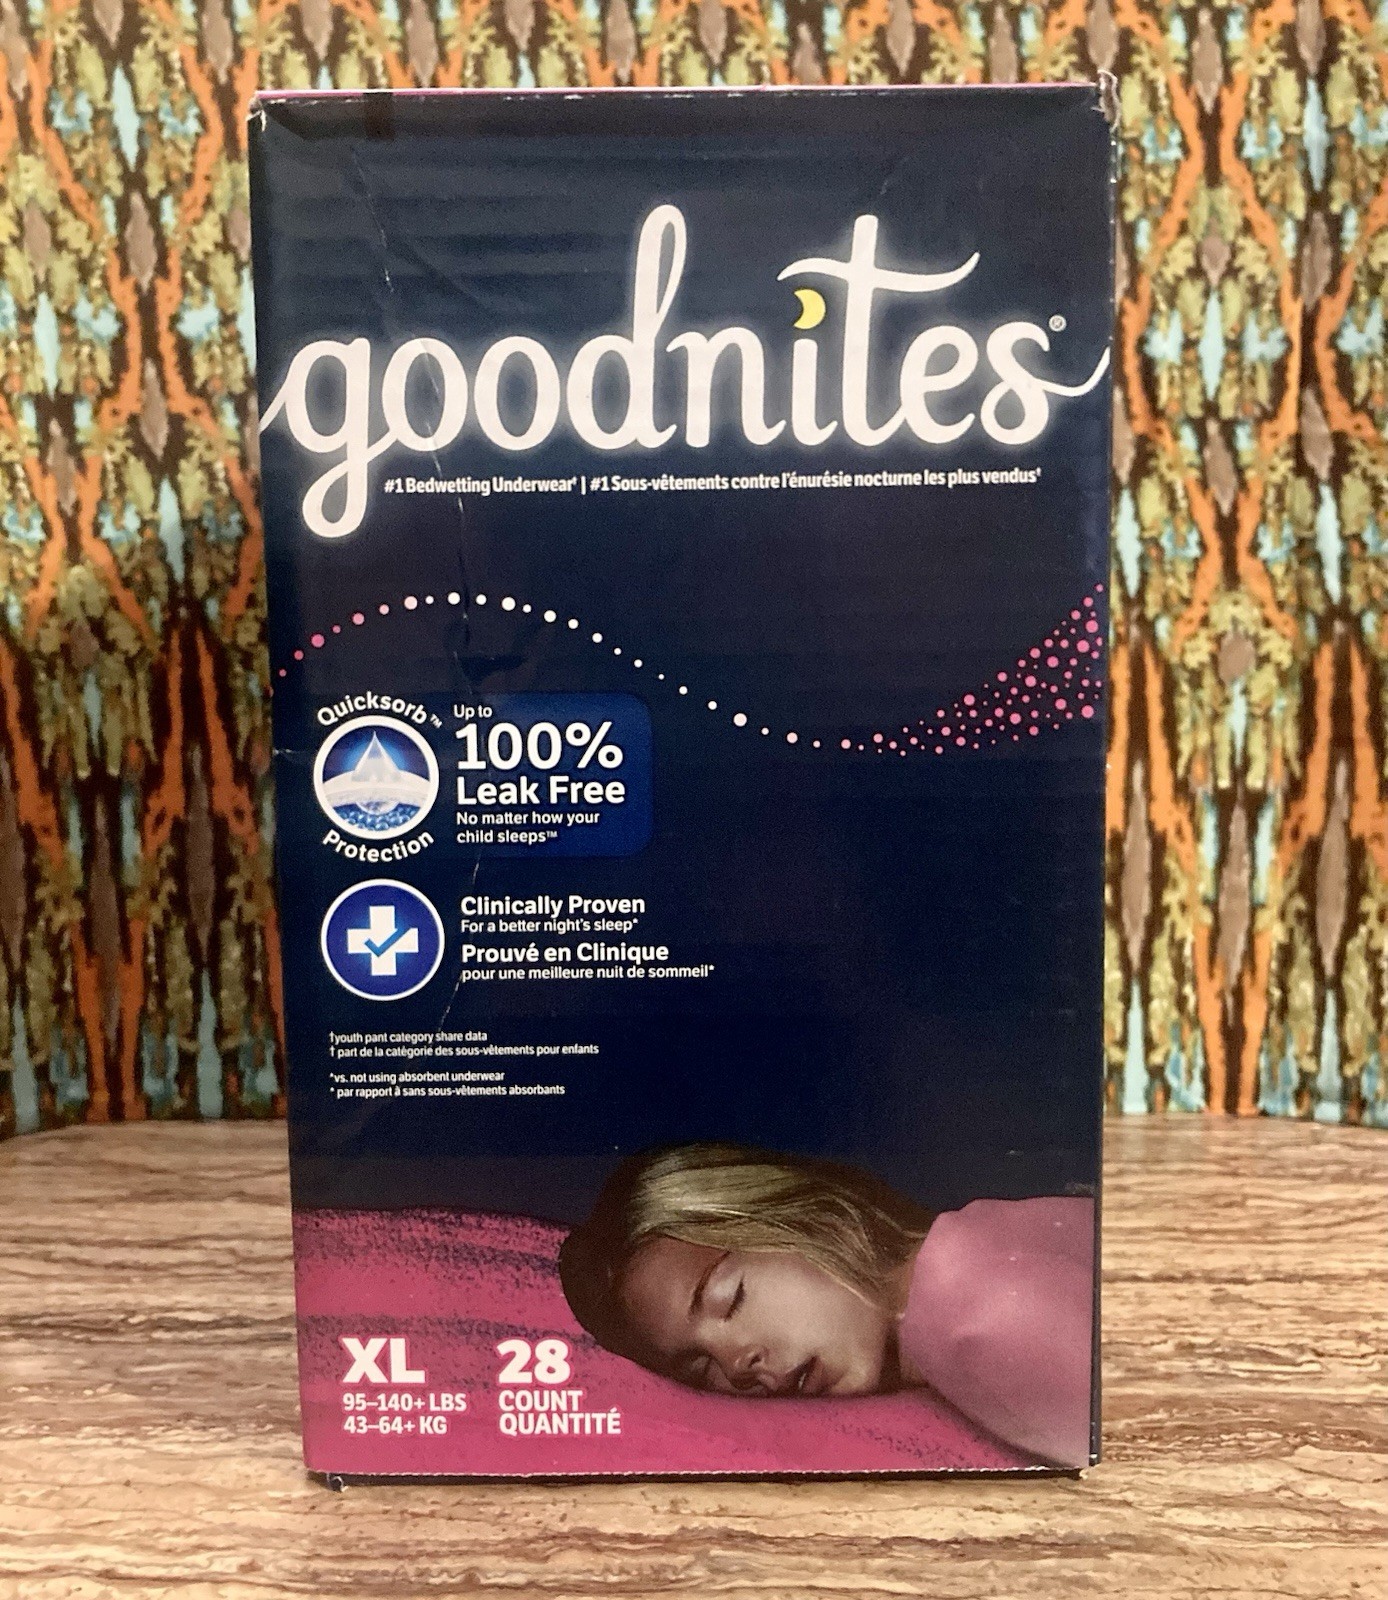 goodnites®
#1 Bedwetting Underwear† | #1 Sous-vêtements contre l'énurésie nocturne les plus vendus†
Quicksorb™
Protection
Up to
100%
Leak Free
No matter how your
child sleeps™
Clinically Proven
For a better night's sleep*
Prouvé en Clinique
pour une meilleure nuit de sommeil*
†youth pant category share data
† part de la catégorie des sous-vêtements pour enfants
*vs. not using absorbent underwear
* par rapport à sans sous-vêtements absorbants
XL
95–140+ LBS
43–64+ KG
28
COUNT
QUANTITÉ